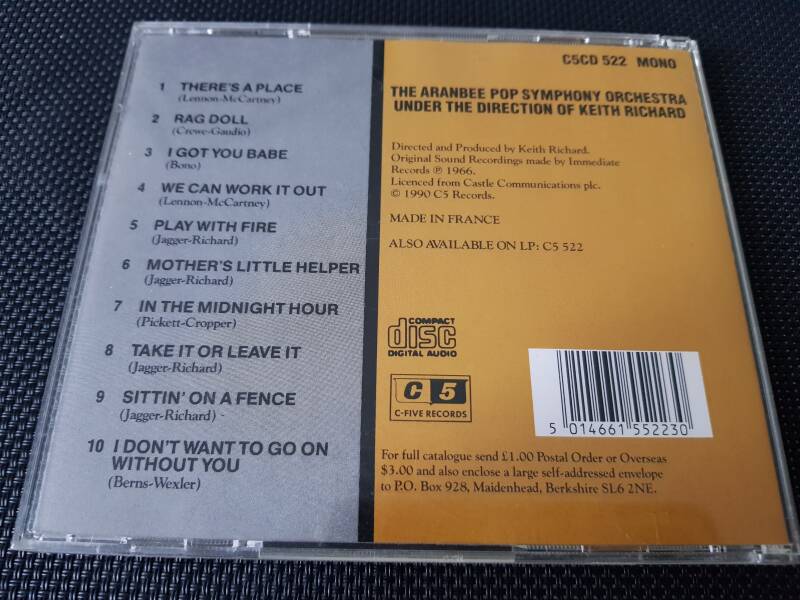 1 THERE'S A PLACE
(Lennon-McCartney)
2 RAG DOLL
(Crewe-Gaudio)
3 I GOT YOU BABE
(Bono)
4 WE CAN WORK IT OUT
(Lennon-McCartney)
5 PLAY WITH FIRE
(Jagger-Richard)
6 MOTHER'S LITTLE HELPER
(Jagger-Richard)
7 IN THE MIDNIGHT HOUR
(Pickett-Cropper)
8 TAKE IT OR LEAVE IT
(Jagger-Richard)
9 SITTIN' ON A FENCE
(Jagger-Richard)
10 I DON'T WANT TO GO ON
WITHOUT YOU
(Berns-Wexler)
C5CD 522 MONO
THE ARANBEE POP SYMPHONY ORCHESTRA
UNDER THE DIRECTION OF KEITH RICHARD
Directed and Produced by Keith Richard.
Original Sound Recordings made by Immediate
Records ℗ 1966.
Licenced from Castle Communications plc.
© 1990 C5 Records.
MADE IN FRANCE
ALSO AVAILABLE ON LP: C5 522
COMPACT
disc
DIGITAL AUDIO
C 5
C-FIVE RECORDS
5 014661 552230
For full catalogue send £1.00 Postal Order or Overseas
$3.00 and also enclose a large self-addressed envelope
to P.O. Box 928, Maidenhead, Berkshire SL6 2NE.